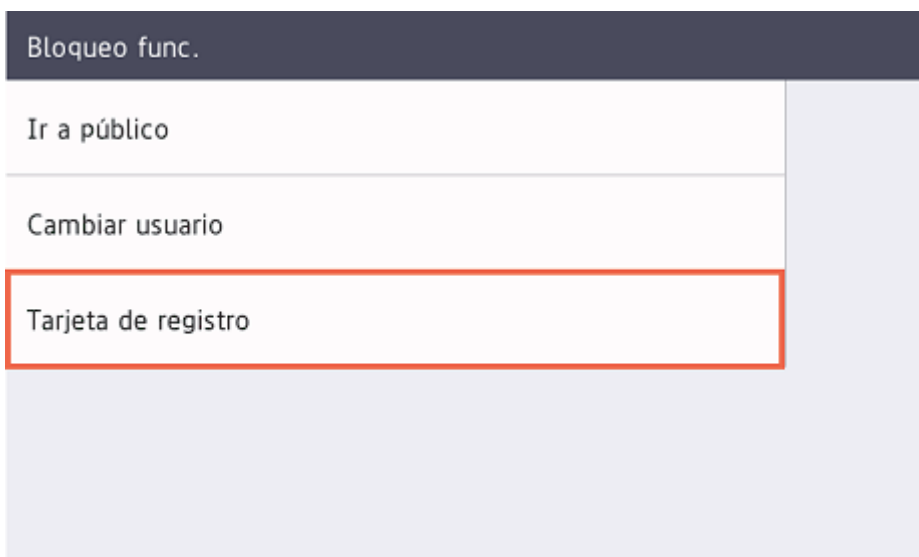 Bloqueo func.
Ir a público
Cambiar usuario
Tarjeta de registro